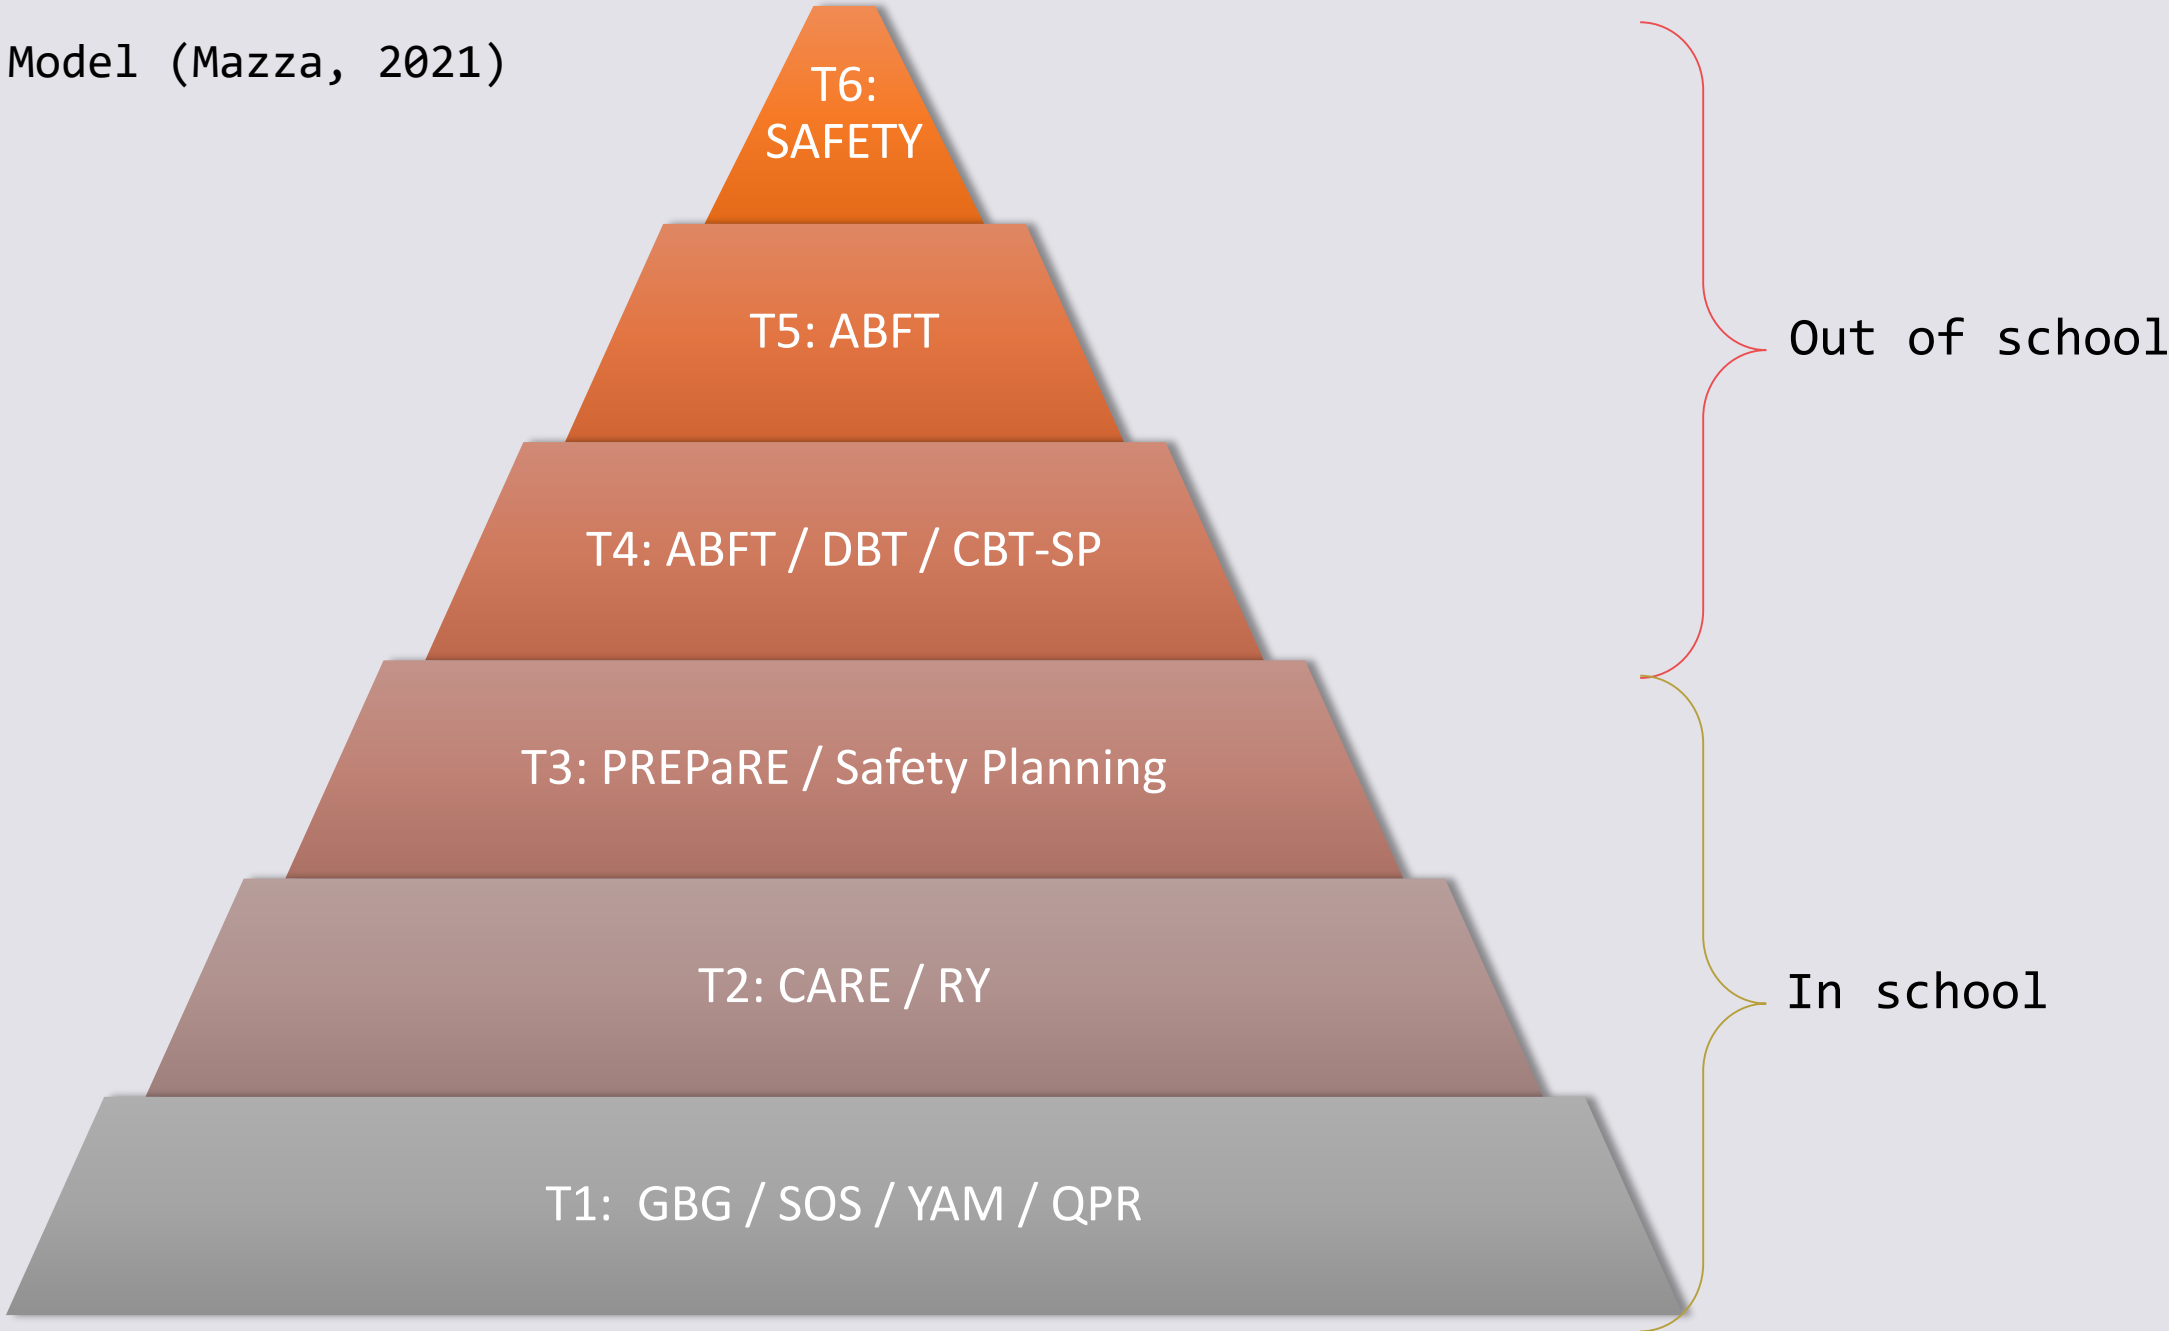 Model (Mazza, 2021)
T6:
SAFETY
T5: ABFT
Out of school
T4: ABFT / DBT / CBT-SP
T3: PREPaRE / Safety Planning
T2: CARE / RY
In school
T1:  GBG / SOS / YAM / QPR